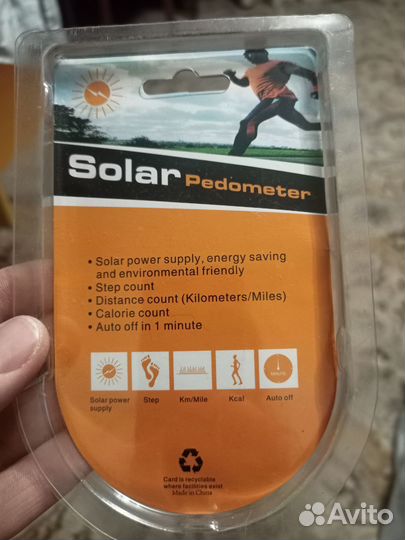 Solar Pedometer
• Solar power supply, energy saving
and environmental friendly
• Step count
• Distance count (Kilometers/Miles)
• Calorie count
• Auto off in 1 minute
MINUTE
Solar power
supply
Step
Km/Mile
Kcal
Auto off
Card is recyclable
where facilities exist
Made in China
Avito